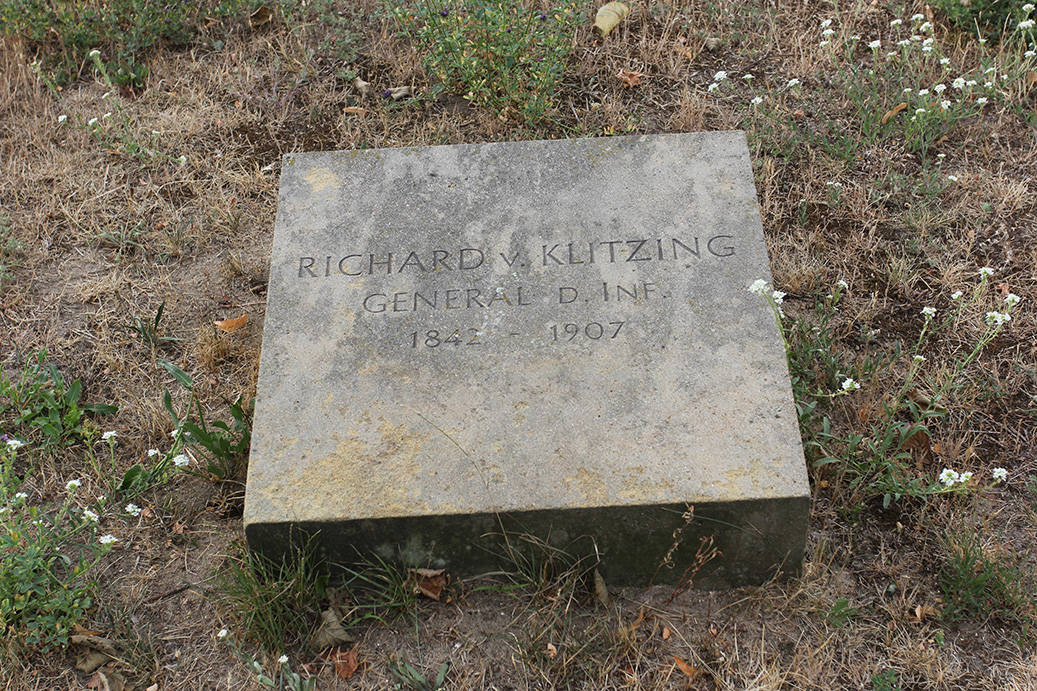 RICHARD V. KLITZING
GENERAL D. INF.
1842 - 1907